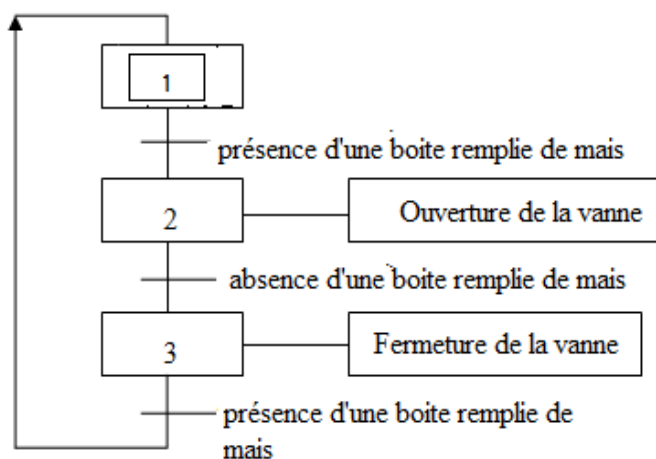 1
présence d'une boite remplie de mais
2
Ouverture de la vanne
absence d'une boite remplie de mais
3
Fermeture de la vanne
présence d'une boite remplie de
mais